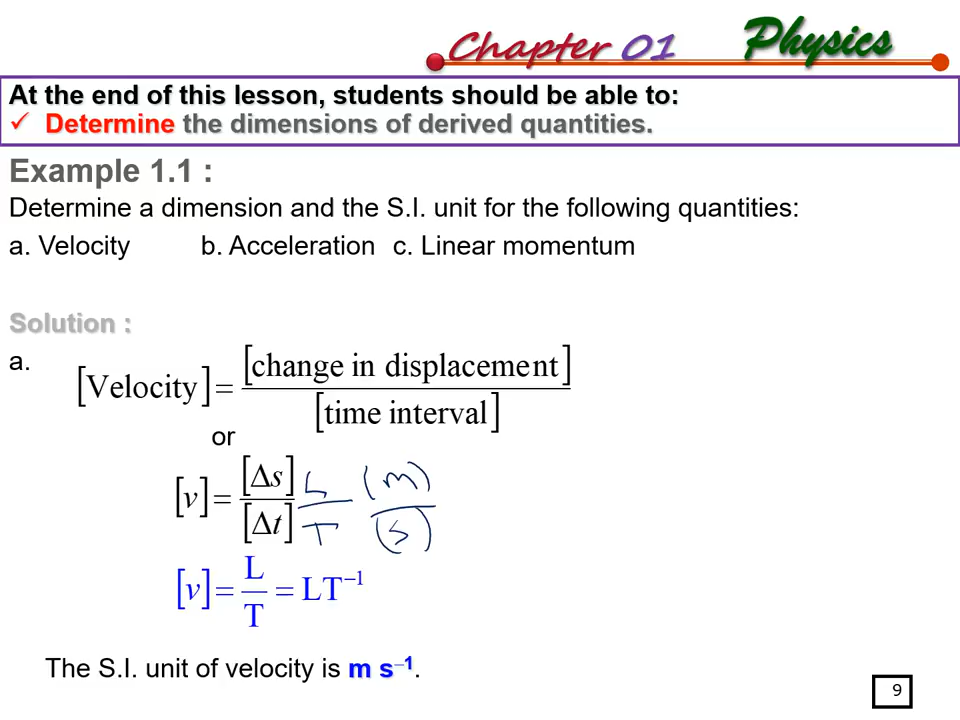 Chapter 01 Physics
At the end of this lesson, students should be able to:
✓ Determine the dimensions of derived quantities.
Example 1.1 :
Determine a dimension and the S.I. unit for the following quantities:
a. Velocity b. Acceleration c. Linear momentum
Solution :
a.
[Velocity] = [change in displacement] / [time interval]
or
[v] = [Δs] / [Δt] L / T (m) / (s)
[v] = L / T = LT⁻¹
The S.I. unit of velocity is m s⁻¹.
9